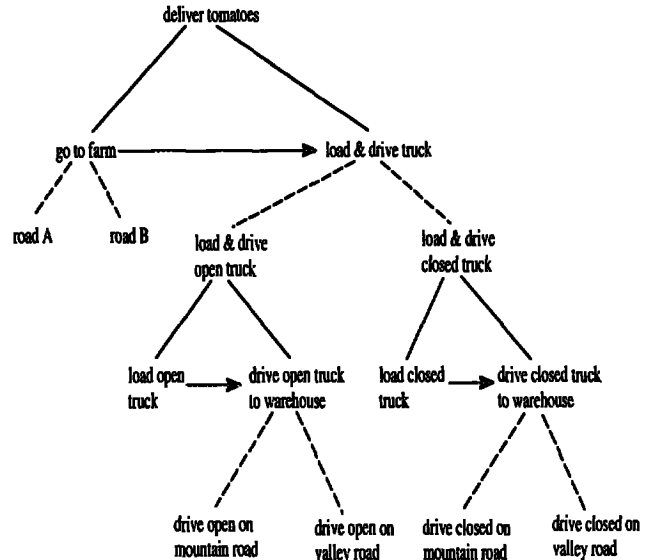 deliver tomatoes
go to farm
load & drive truck
road A
road B
load & drive
open truck
load & drive
closed truck
load open
truck
drive open truck
to warehouse
load closed
truck
drive closed truck
to warehouse
drive open on
mountain road
drive open on
valley road
drive closed on
mountain road
drive closed on
valley road